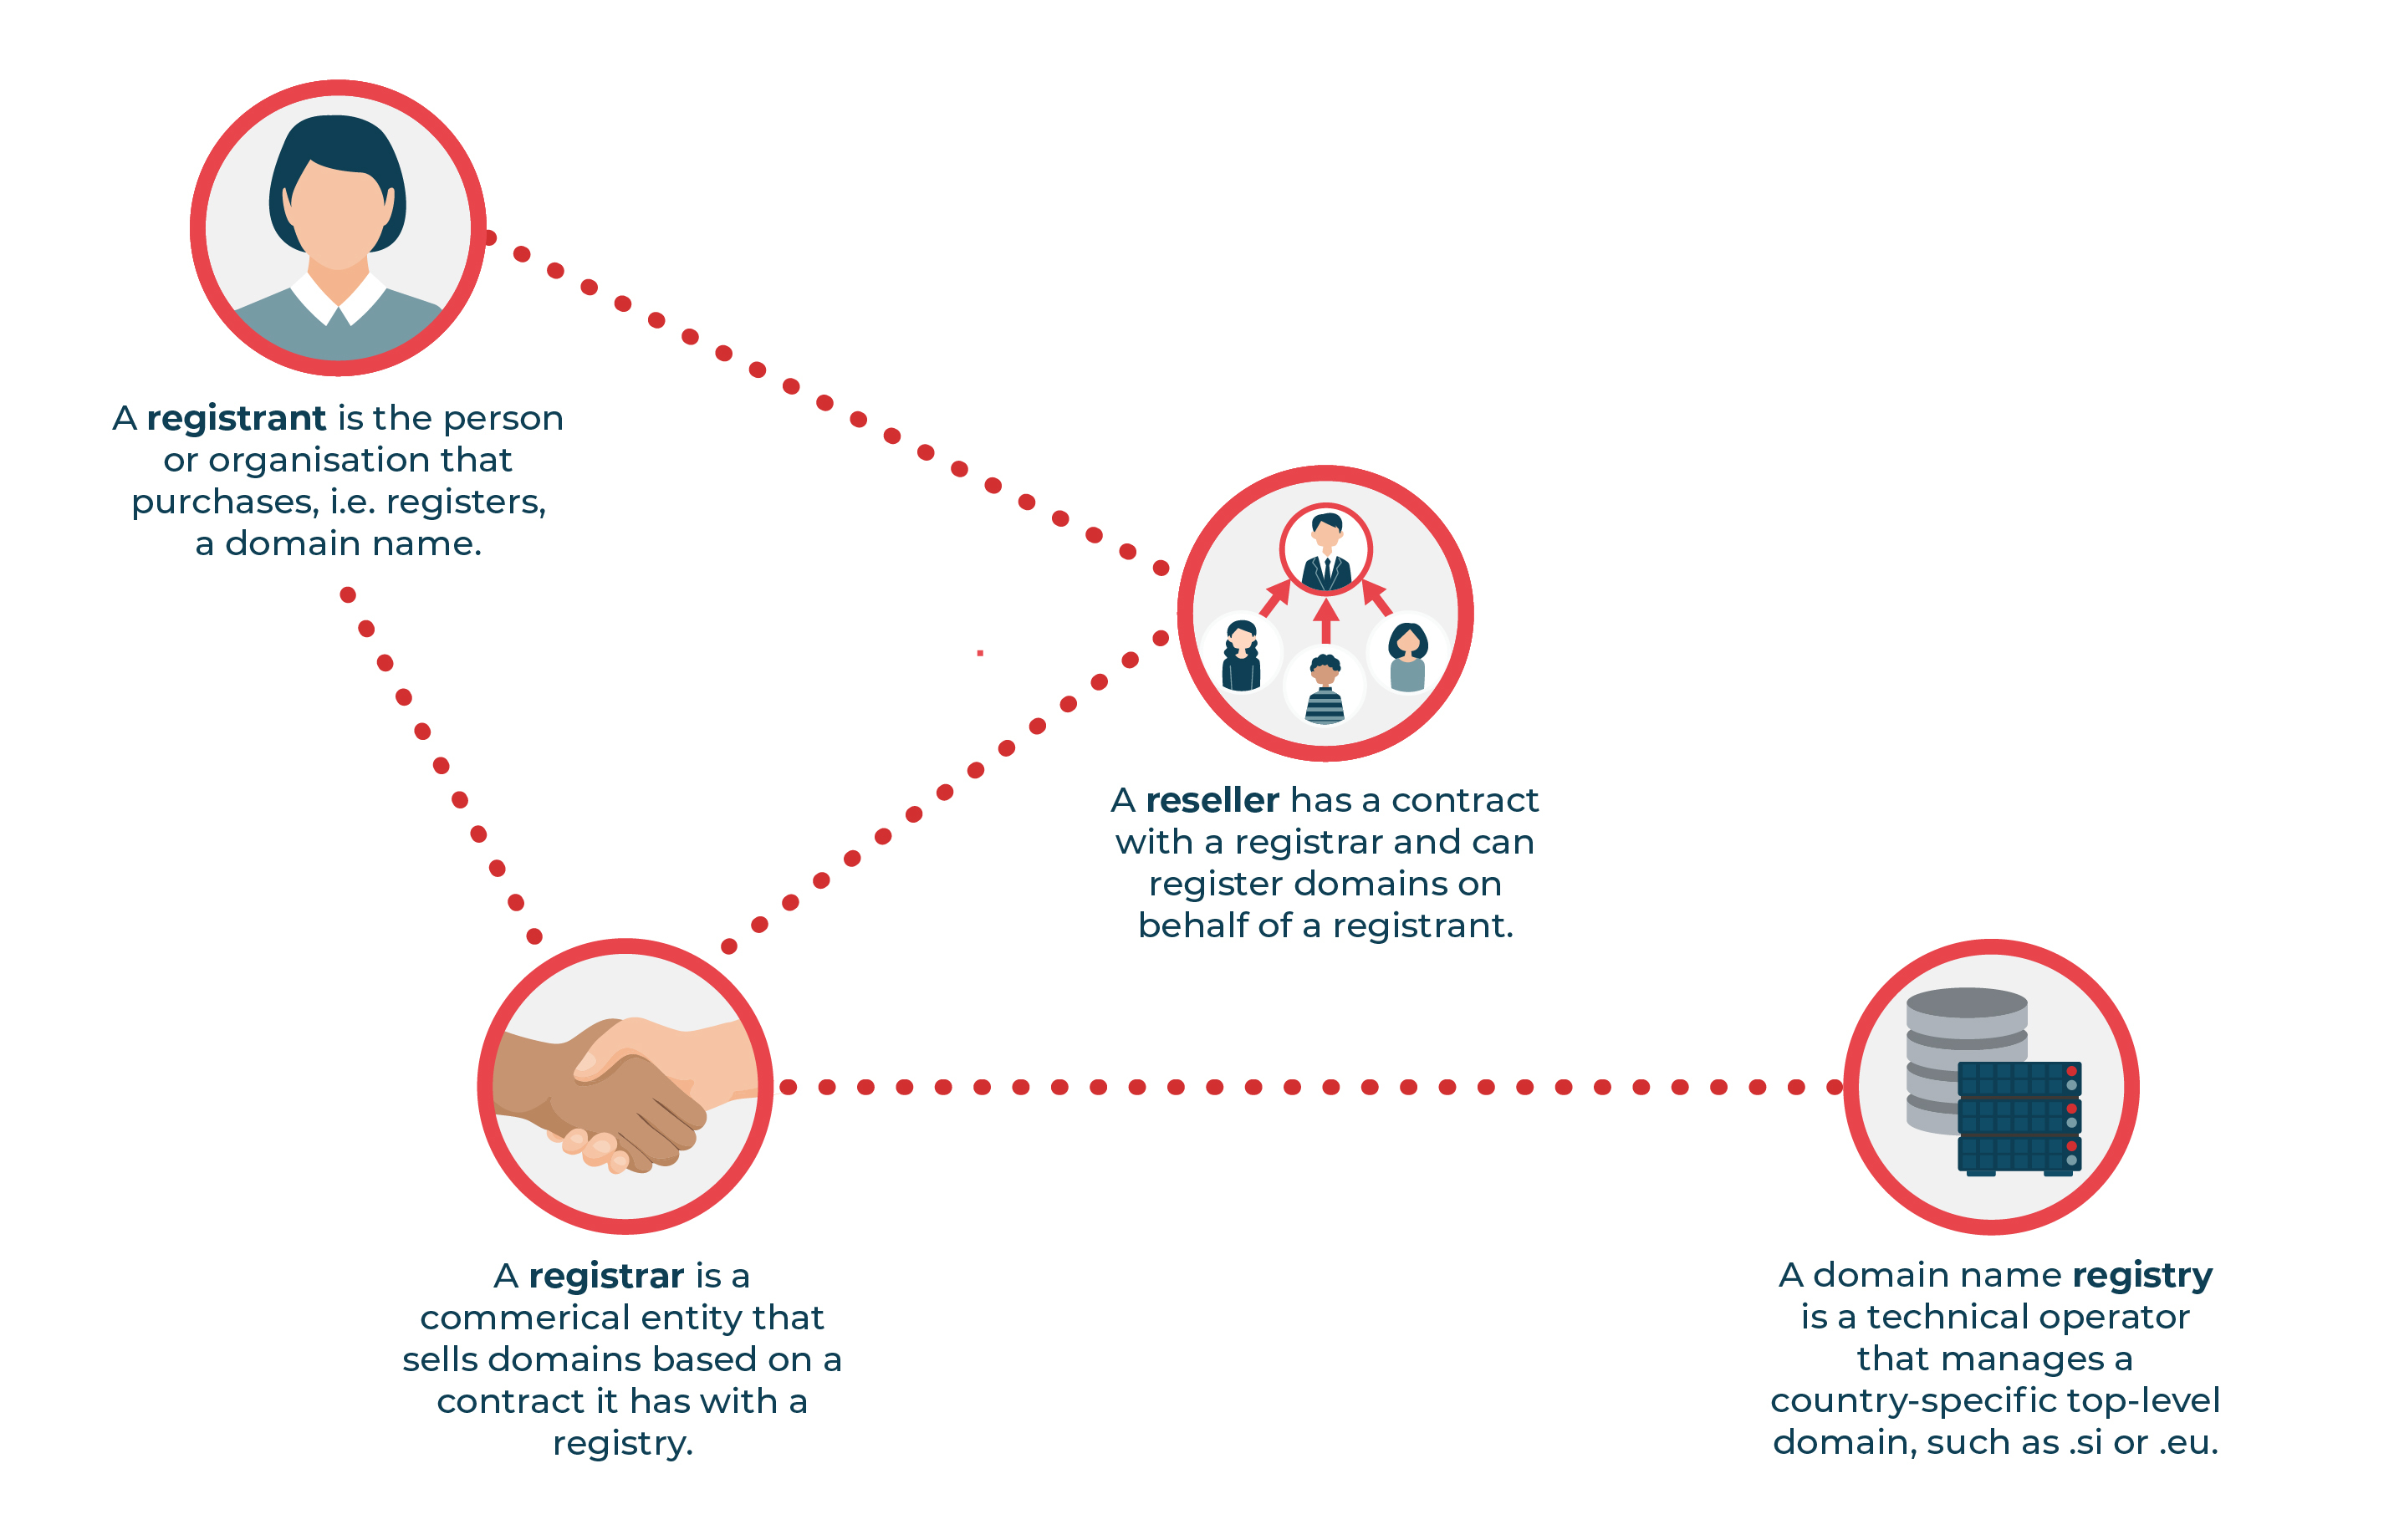 A registrant is the person
or organisation that
purchases, i.e. registers,
a domain name.
A reseller has a contract
with a registrar and can
register domains on
behalf of a registrant.
A registrar is a
commerical entity that
sells domains based on a
contract it has with a
registry.
A domain name registry
is a technical operator
that manages a
country-specific top-level
domain, such as .si or .eu.